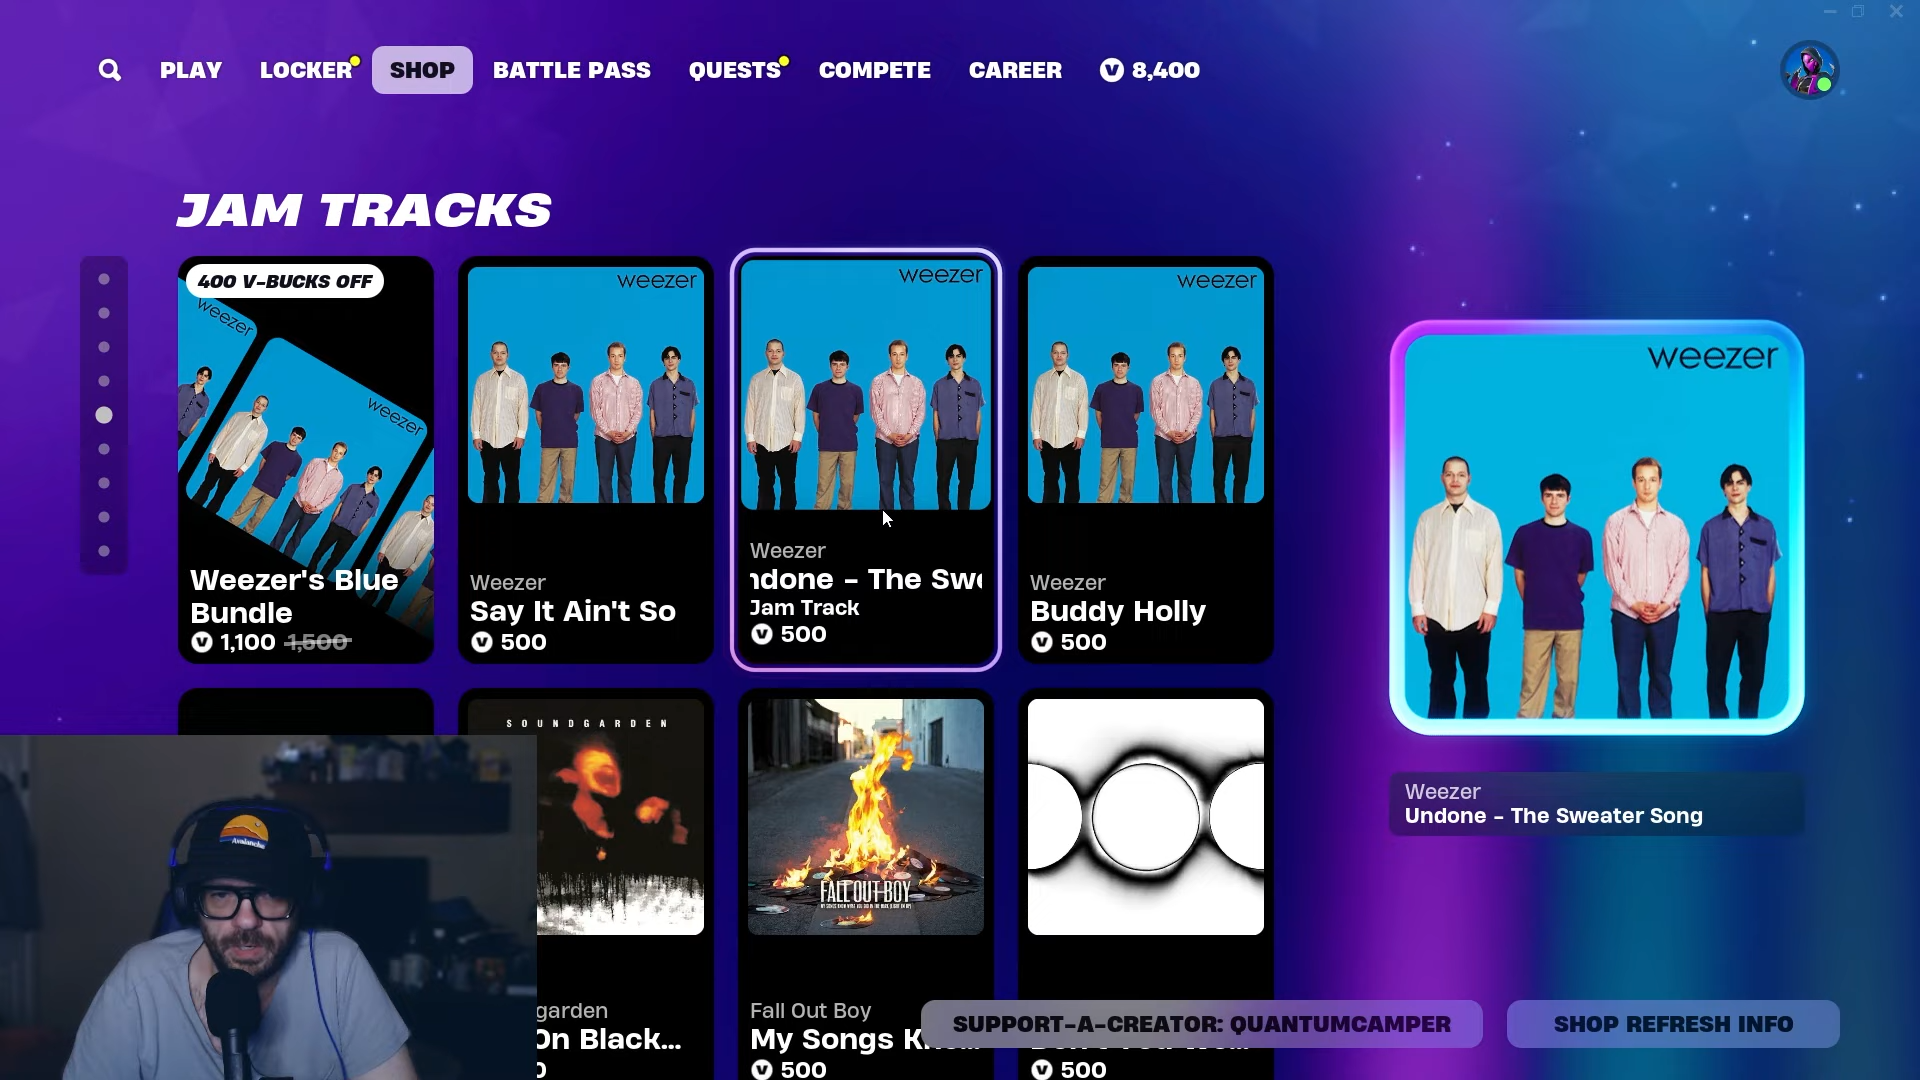 PLAY
LOCKER
SHOP
BATTLE PASS
QUESTS
COMPETE
CAREER
8,400
JAM TRACKS
400 V-BUCKS OFF
weezer
weezer
Weezer's Blue
Bundle
1,100 1,500
weezer
Weezer
Say It Ain't So
500
weezer
Weezer
ndone - The Swe
Jam Track
500
weezer
Weezer
Buddy Holly
500
weezer
Weezer
Undone - The Sweater Song
SOUNDGARDEN
garden
On Black...
0
FALL OUT BOY
Fall Out Boy
My Songs K
500
500
SUPPORT-A-CREATOR: QUANTUMCAMPER
SHOP REFRESH INFO
Avalanche